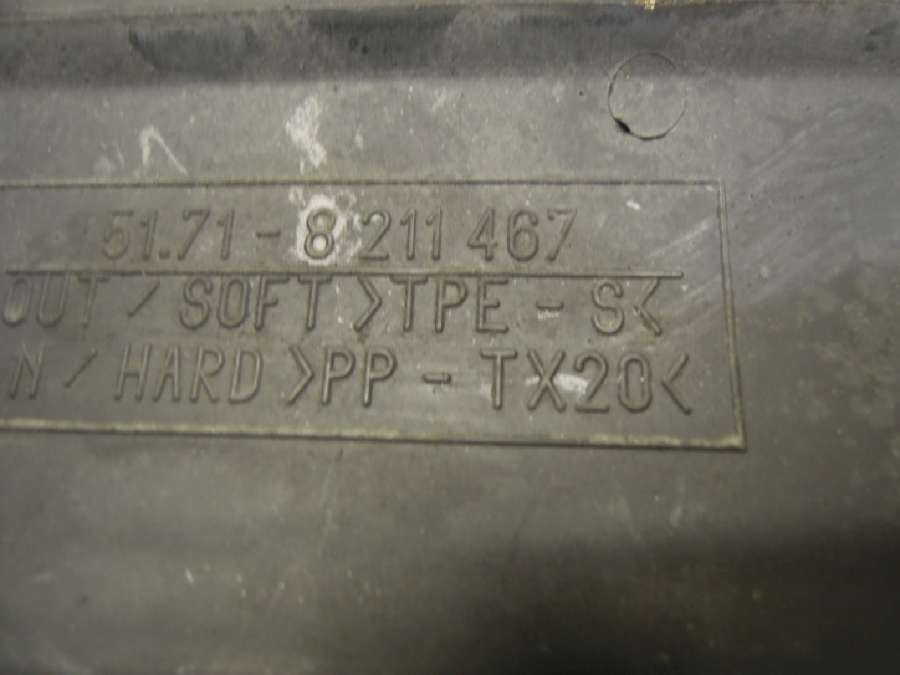 51.71 - 8 211 467
OUT / SOFT >TPE - S<
N / HARD >PP - TX20<